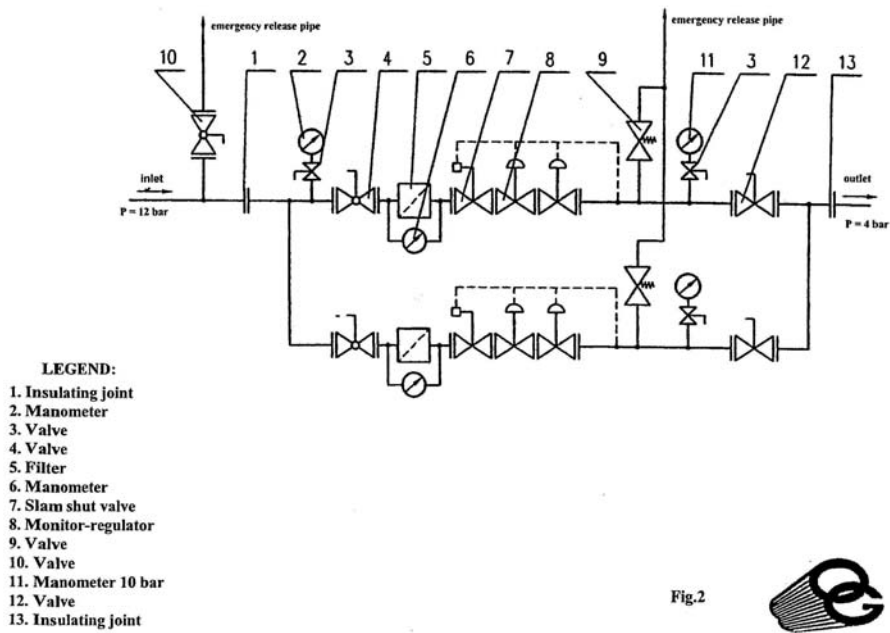 emergency release pipe
emergency release pipe
10 1 2 3 4 5 6 7 8 9 11 3 12 13
inlet
outlet
P = 12 bar
P = 4 bar
LEGEND:
1. Insulating joint
2. Manometer
3. Valve
4. Valve
5. Filter
6. Manometer
7. Slam shut valve
8. Monitor-regulator
9. Valve
10. Valve
11. Manometer 10 bar
12. Valve
13. Insulating joint
Fig.2
OG